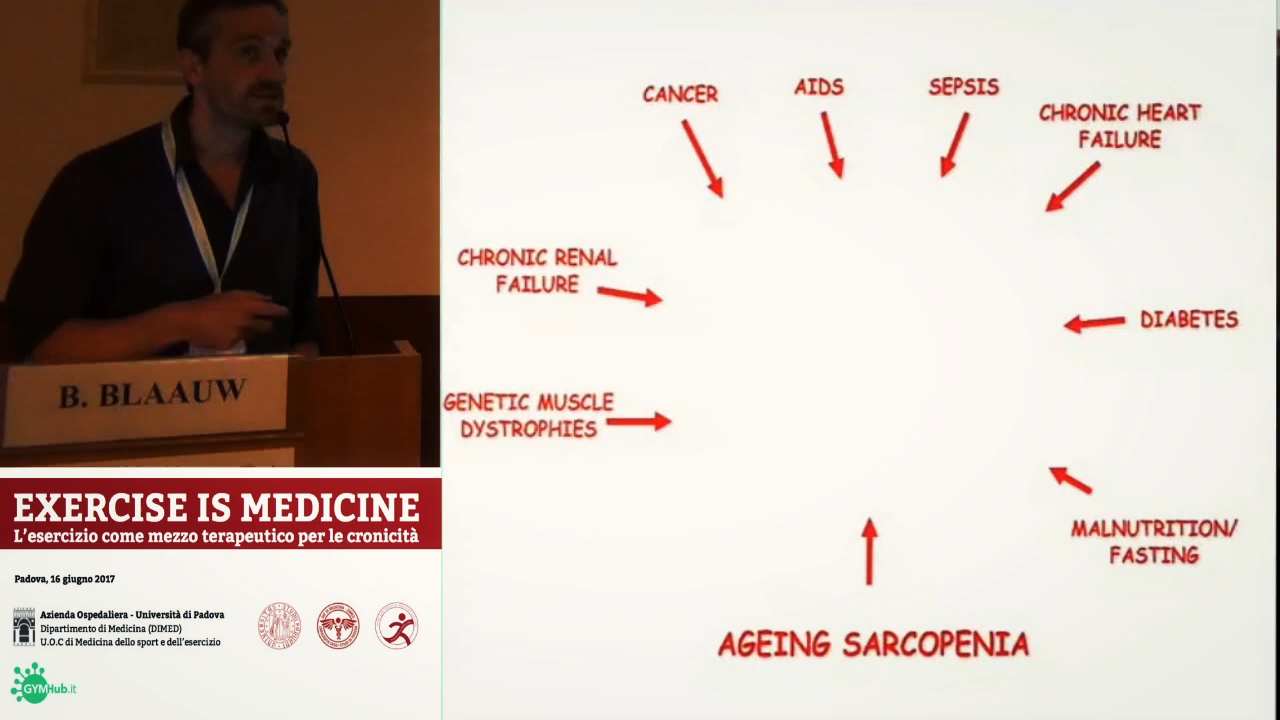 B. BLAAUW
EXERCISE IS MEDICINE
L'esercizio come mezzo terapeutico per le cronicità
Padova, 16 giugno 2017
Azienda Ospedaliera - Università di Padova
Dipartimento di Medicina (DIMED)
U.O.C di Medicina dello sport e dell'esercizio
GYMHub.it
CANCER
AIDS
SEPSIS
CHRONIC HEART
FAILURE
CHRONIC RENAL
FAILURE
DIABETES
GENETIC MUSCLE
DYSTROPHIES
MALNUTRITION/
FASTING
AGEING SARCOPENIA